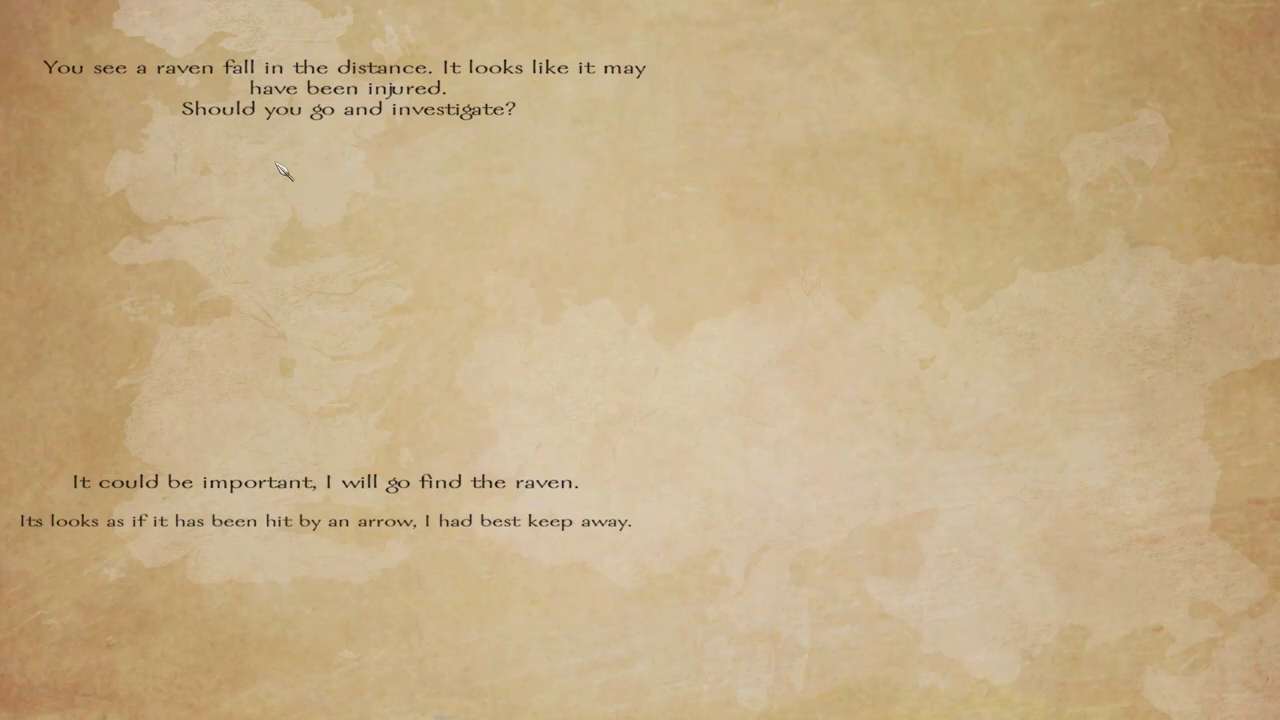 You see a raven fall in the distance. It looks like it may
have been injured.
Should you go and investigate?
It could be important, I will go find the raven.
Its looks as if it has been hit by an arrow, I had best keep away.